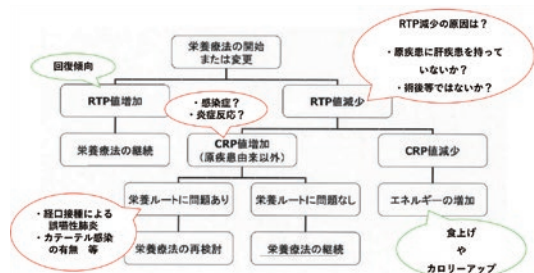 栄養療法の開始
または変更
RTP減少の原因は？
・原疾患に肝疾患を持って
いないか？
・術後等ではないか？
回復傾向
RTP値増加
・感染症？
・炎症反応？
RTP値減少
栄養療法の継続
CRP値増加
（原疾患由来以外）
CRP値減少
・経口接種による
誤嚥性肺炎
・カテーテル感染
の有無　等
栄養ルートに問題あり
栄養ルートに問題なし
エネルギーの増加
栄養療法の再検討
栄養療法の継続
食上げ
や
カロリーアップ